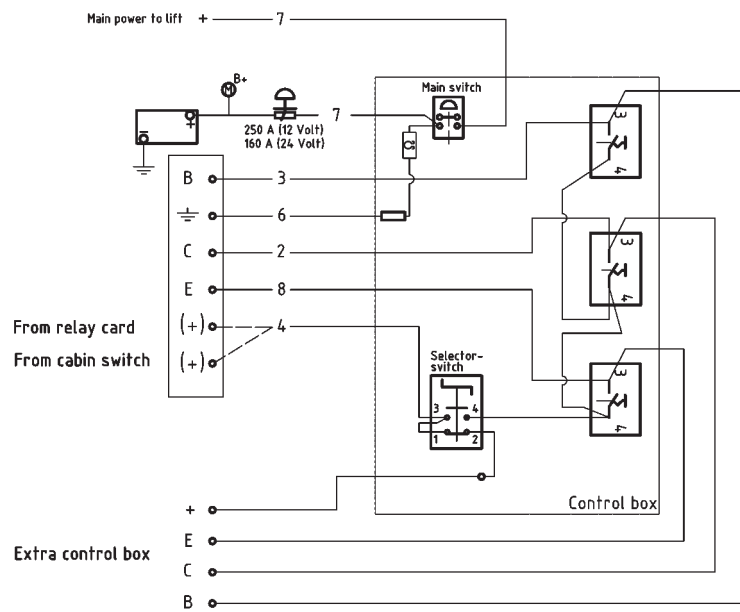 Main power to lift + 7
B+
M
Main switch
+
-
7
250 A (12 Volt)
160 A (24 Volt)
Ω
3
4
B 3
6
C 2
3
4
E 8
From relay card (+) 4
From cabin switch (+)
Selector-
svitch
3 4
1 2
3
4
Control box
+
E
Extra control box
C
B